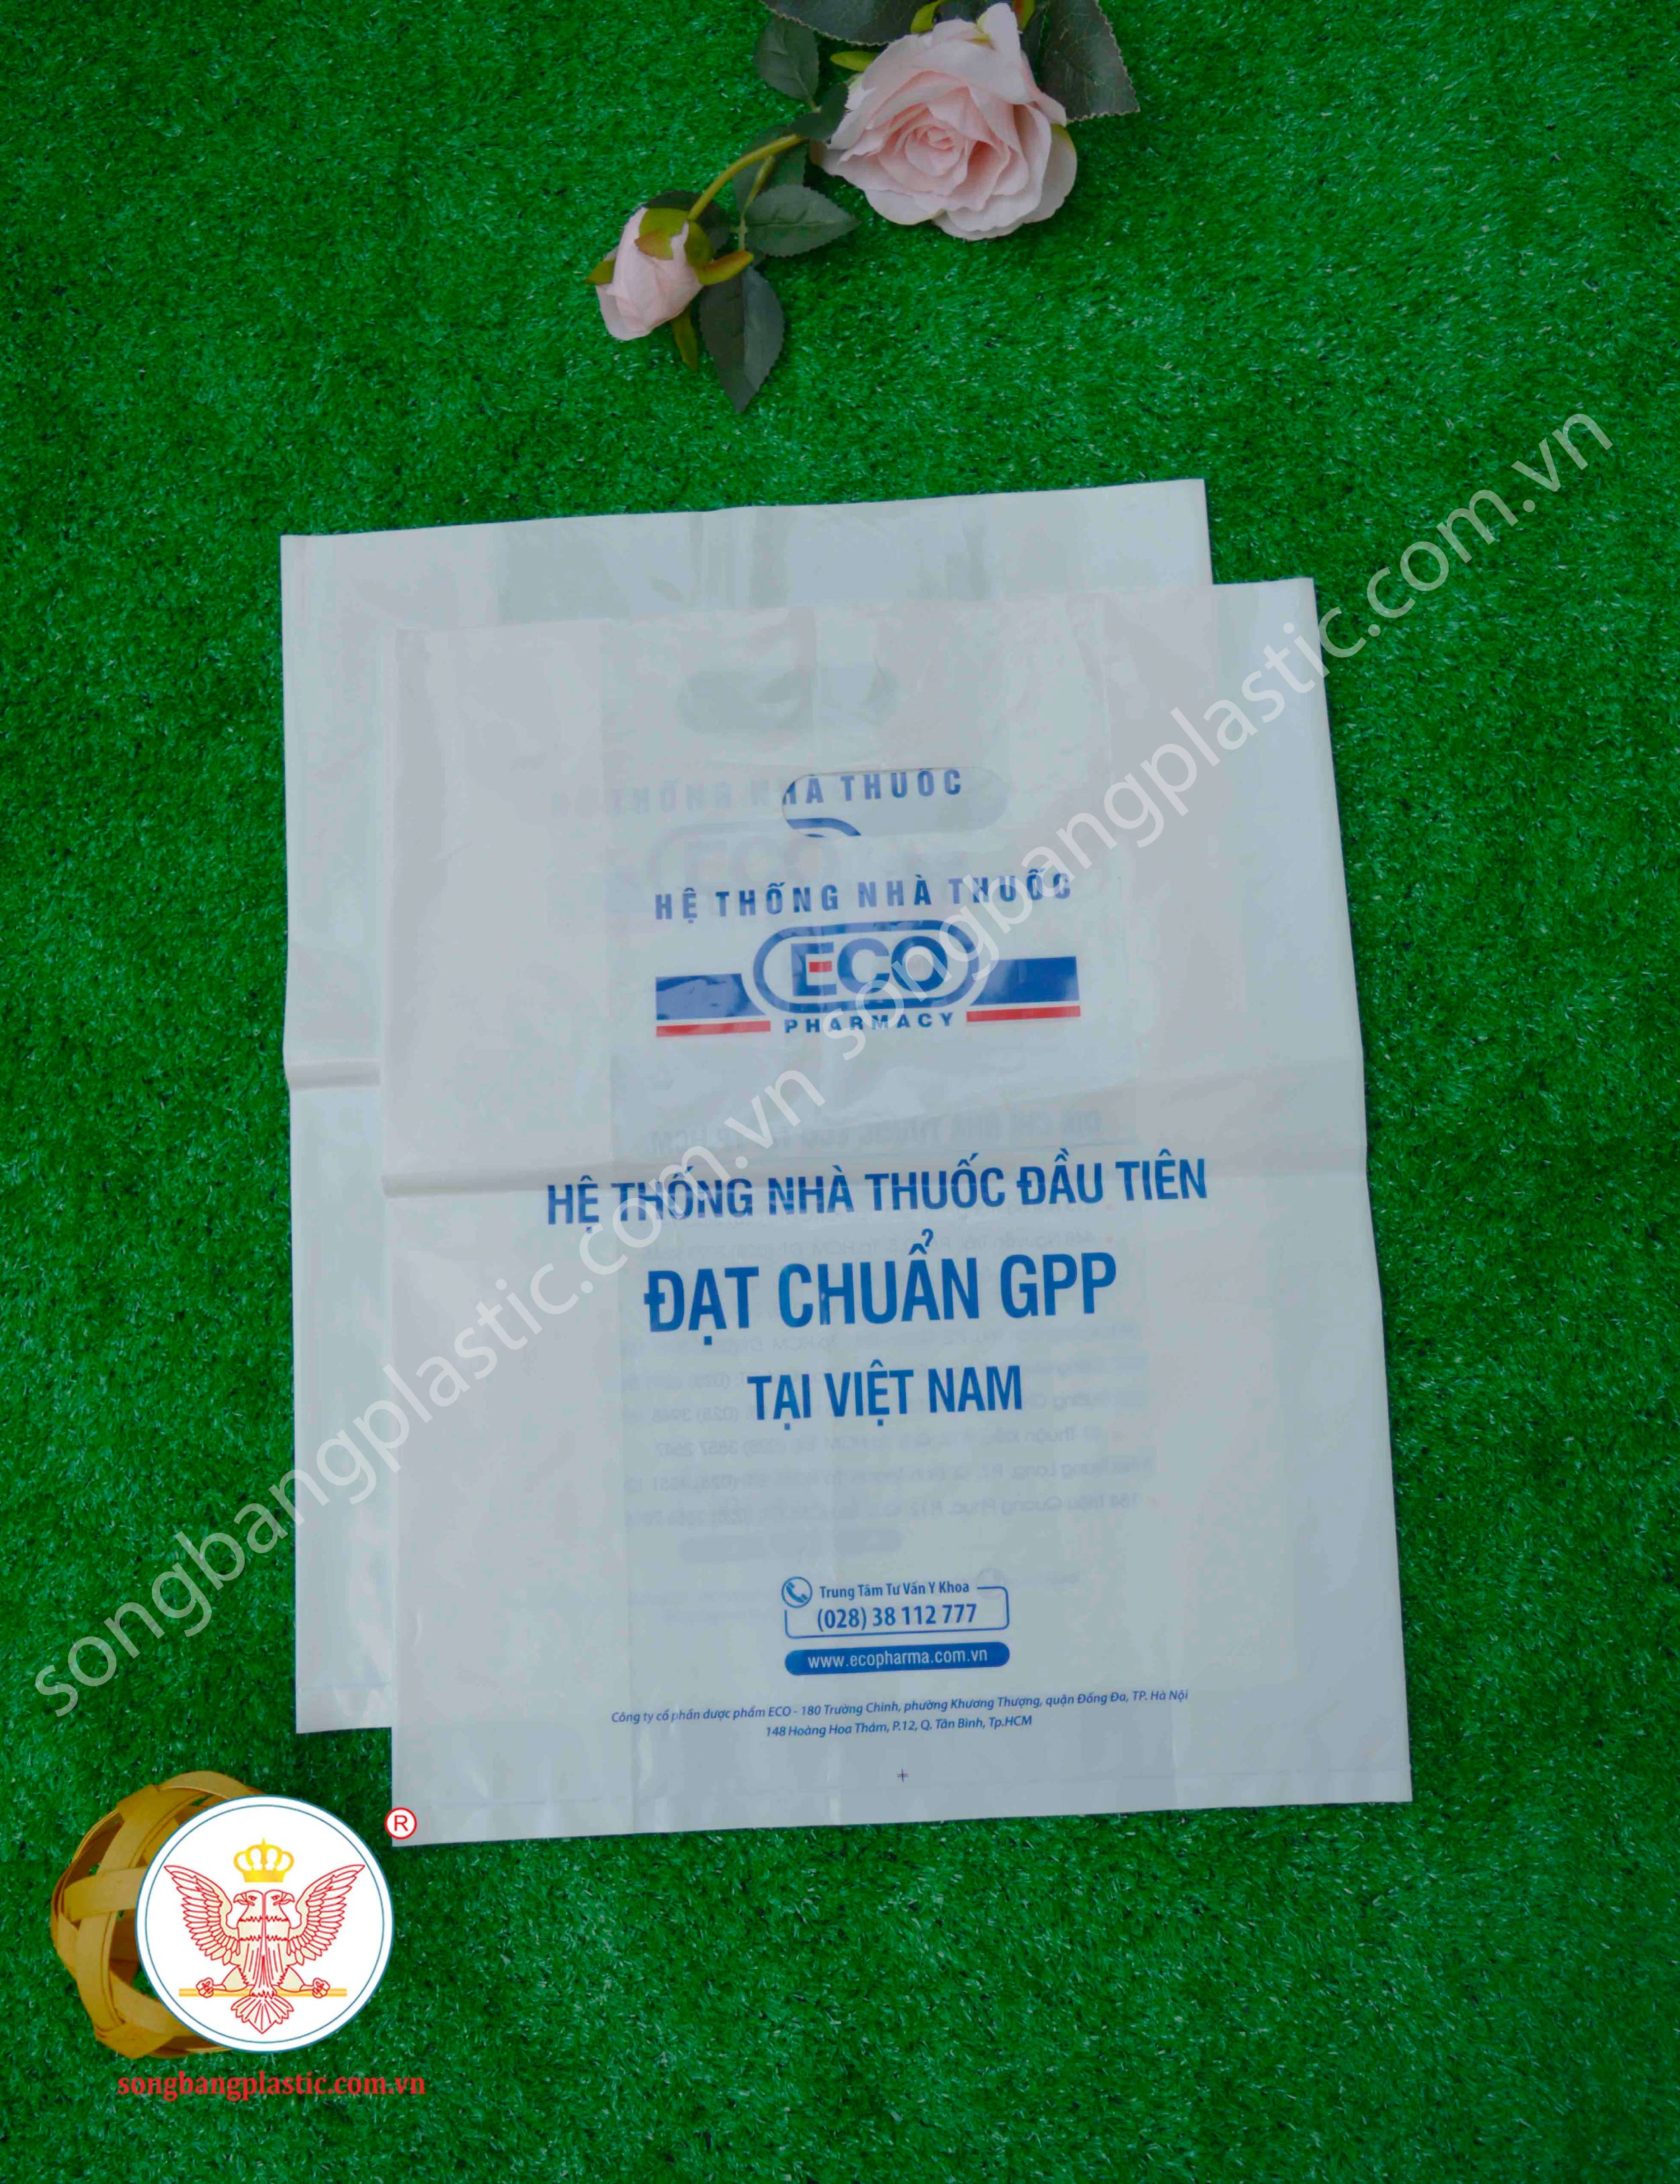 HÀ THUỐC
HỆ THỐNG NHÀ THUỐC
ECO
PHARMACY
HỆ THỐNG NHÀ THUỐC ĐẦU TIÊN
ĐẠT CHUẨN GPP
TẠI VIỆT NAM
Trung Tâm Tư Vấn Y Khoa
(028) 38 112 777
www.ecopharma.com.vn
Công ty cổ phần dược phẩm ECO - 180 Trường Chinh, phường Khương Thượng, quận Đống Đa, TP. Hà Nội
148 Hoàng Hoa Thám, P.12, Q. Tân Bình, Tp.HCM
songbangplastic.com.vn songbangplastic.com.vn
R
songbangplastic.com.vn